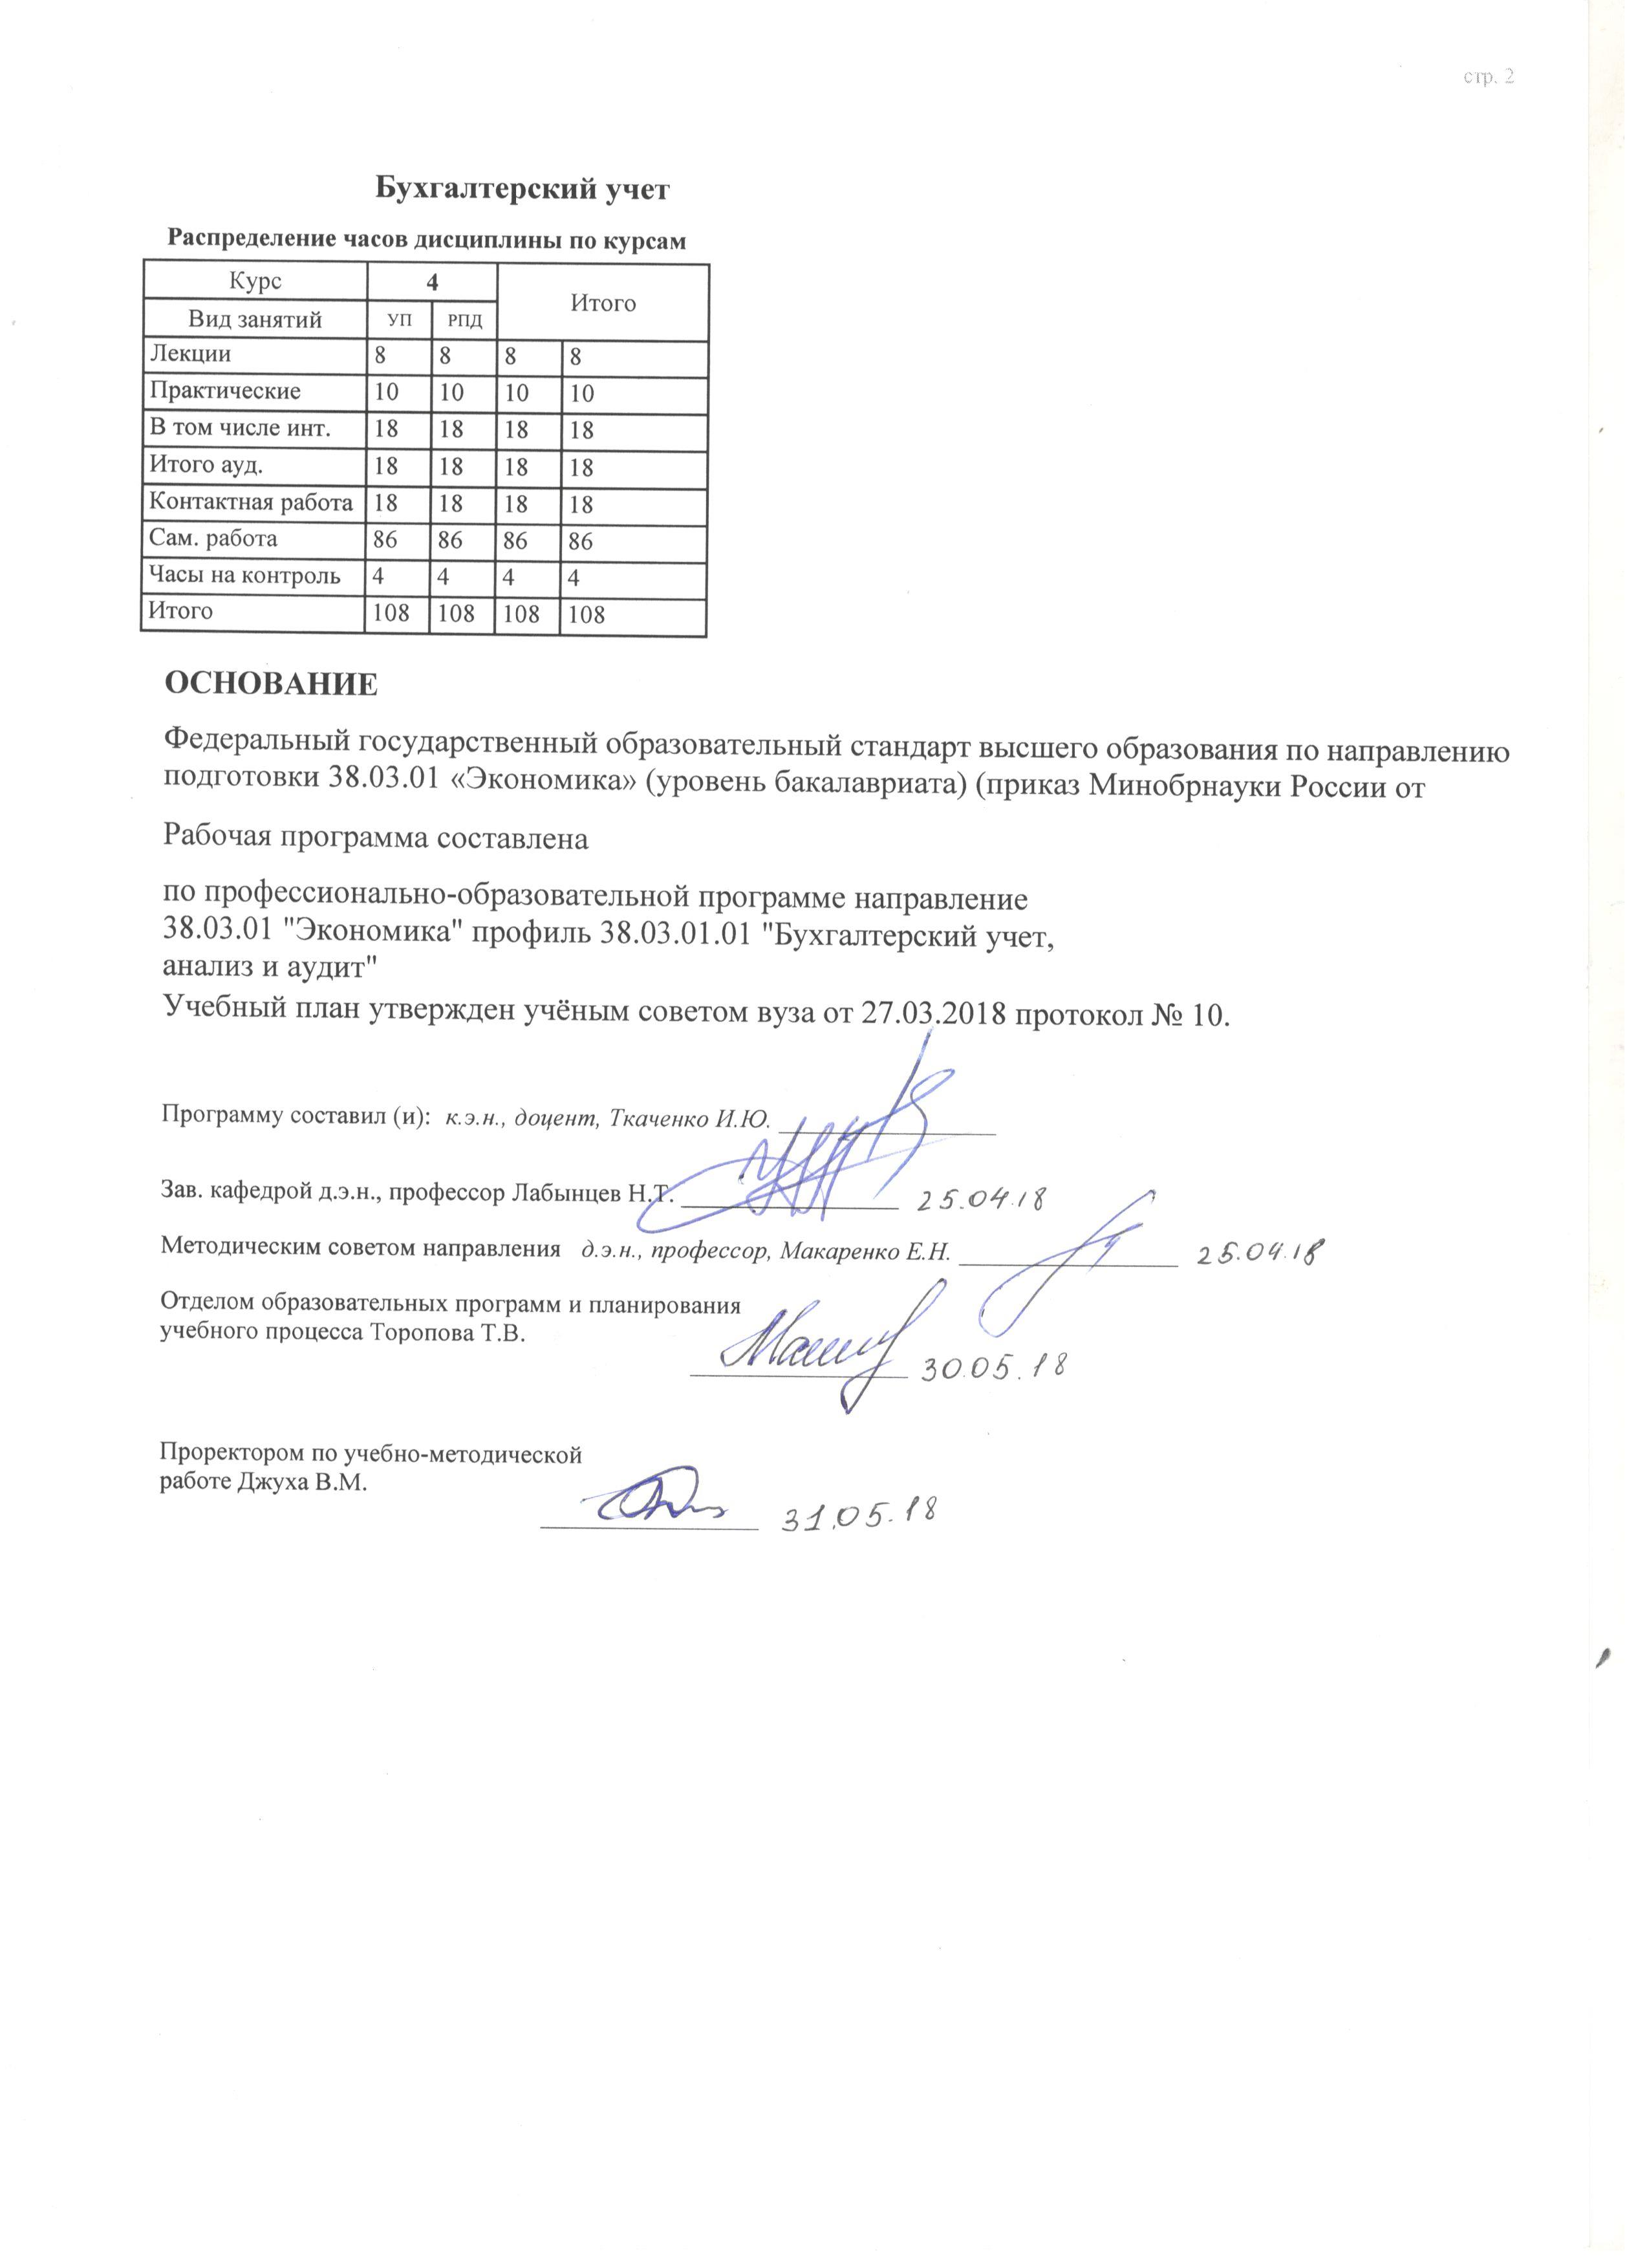 стр. 2
Бухгалтерский учет
Распределение часов дисциплины по курсам
Курс 4 Итого
Вид занятий УП РПД
Лекции 8 8 8 8
Практические 10 10 10 10
В том числе инт. 18 18 18 18
Итого ауд. 18 18 18 18
Контактная работа 18 18 18 18
Сам. работа 86 86 86 86
Часы на контроль 4 4 4 4
Итого 108 108 108 108
ОСНОВАНИЕ
Федеральный государственный образовательный стандарт высшего образования по направлению
подготовки 38.03.01 «Экономика» (уровень бакалавриата) (приказ Минобрнауки России от
Рабочая программа составлена
по профессионально-образовательной программе направление
38.03.01 "Экономика" профиль 38.03.01.01 "Бухгалтерский учет,
анализ и аудит"
Учебный план утвержден учёным советом вуза от 27.03.2018 протокол № 10.
Программу составил (и): к.э.н., доцент, Ткаченко И.Ю.
Зав. кафедрой д.э.н., профессор Лабынцев Н.Т. 25.04.18
Методическим советом направления д.э.н., профессор, Макаренко Е.Н. 25.04.18
Отделом образовательных программ и планирования
учебного процесса Торопова Т.В.
30.05.18
Проректором по учебно-методической
работе Джуха В.М.
31.05.18